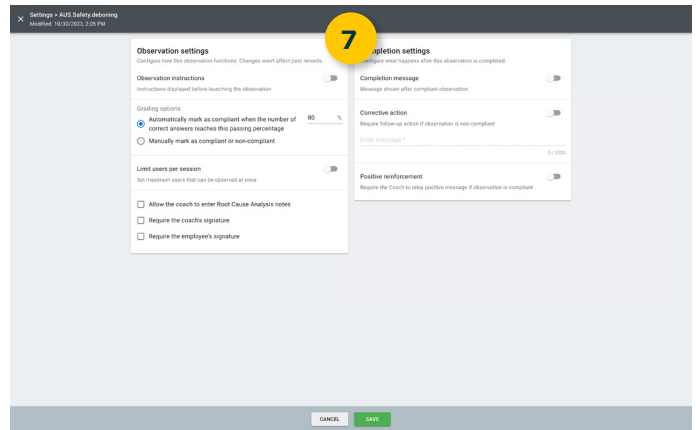 Settings > AUS.Safety.deboning
Modified: 10/30/2023, 2:05 PM
7
Observation settings
Configure how this observation functions. Changes won't affect past records.
Observation instructions
Instructions displayed before launching the observation
Grading options
Automatically mark as compliant when the number of
correct answers reaches this passing percentage
80 %
Manually mark as compliant or non-compliant
Limit users per session
Set maximum users that can be observed at once
Allow the coach to enter Root Cause Analysis notes
Require the coach's signature
Require the employee's signature
pletion settings
onfigure what happens after this observation is completed.
Completion message
Message shown after compliant observation
Corrective action
Require follow-up action if observation is non-compliant
Enter message *
0 / 2000
Positive reinforcement
Require the Coach to relay positive message if observation is compliant
CANCEL
SAVE